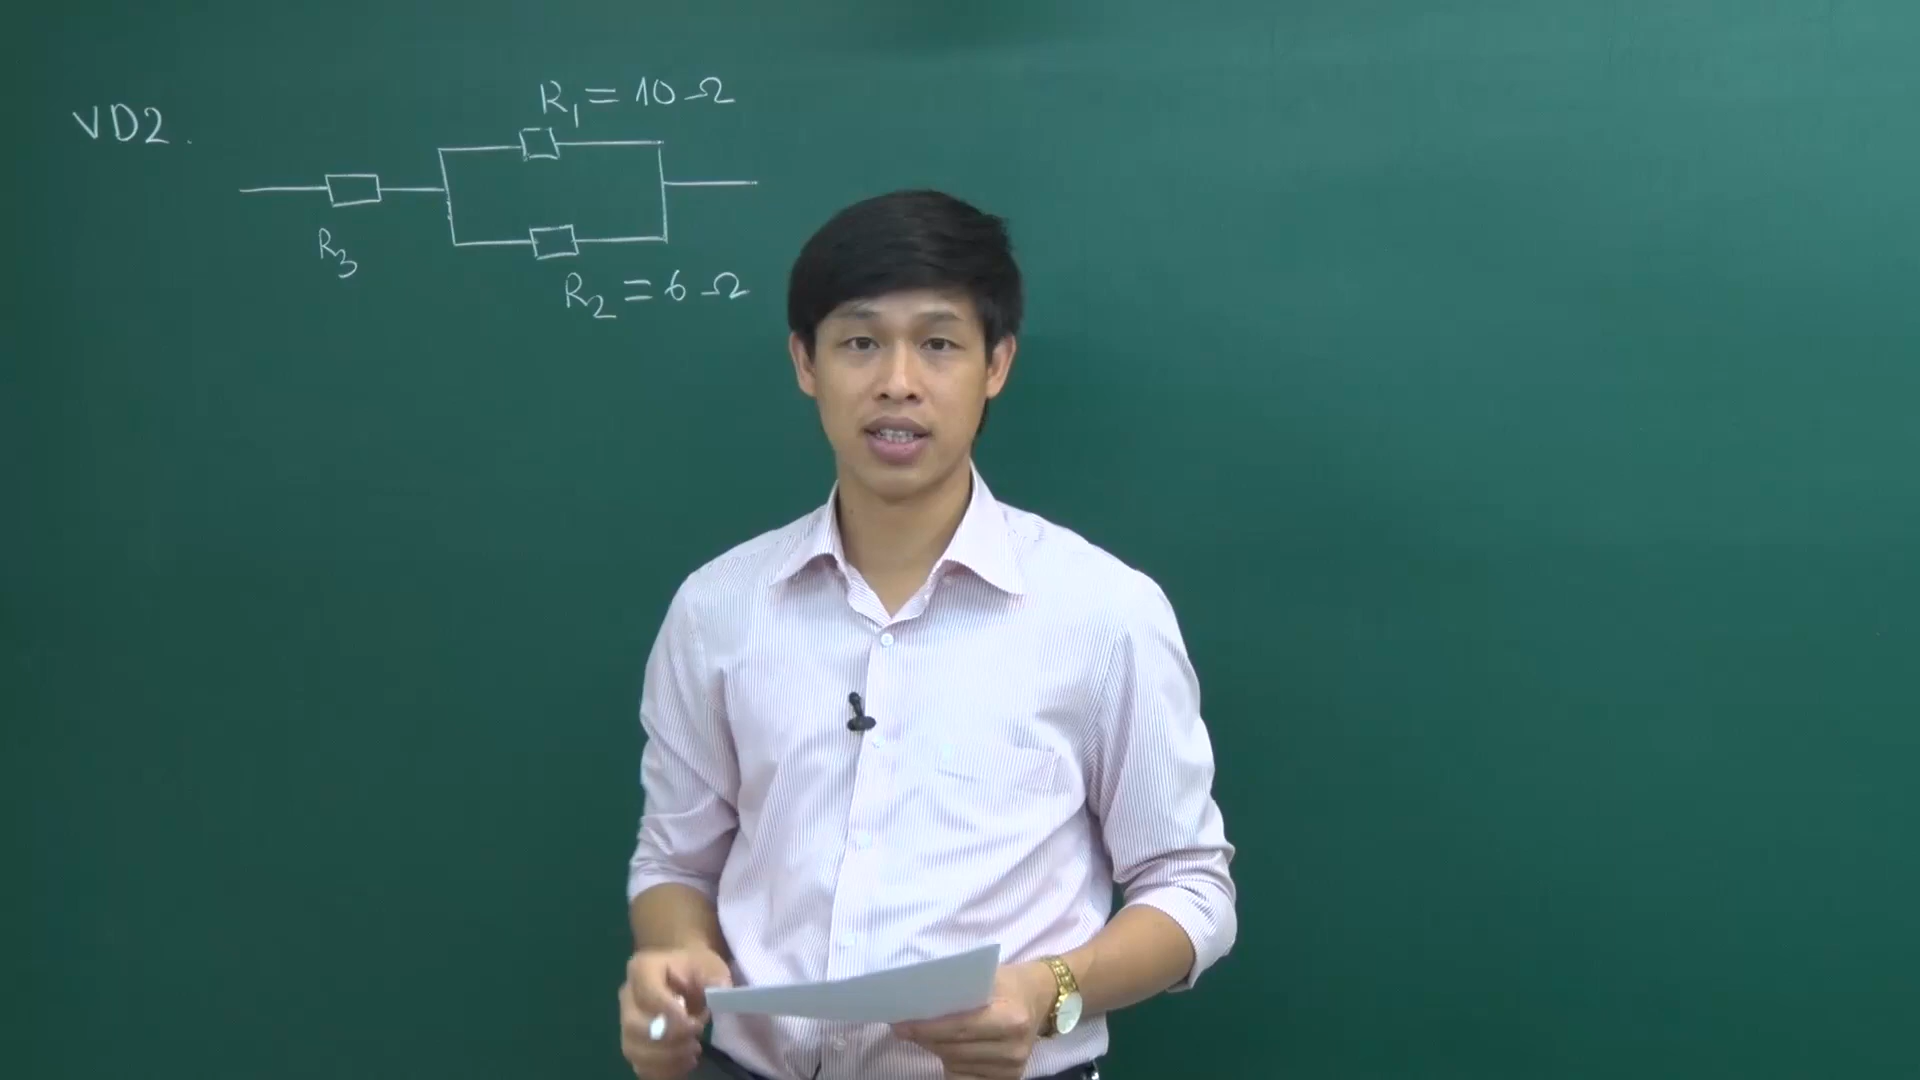 VD2.
R₁ = 10 Ω
R₃
R₂ = 6 Ω